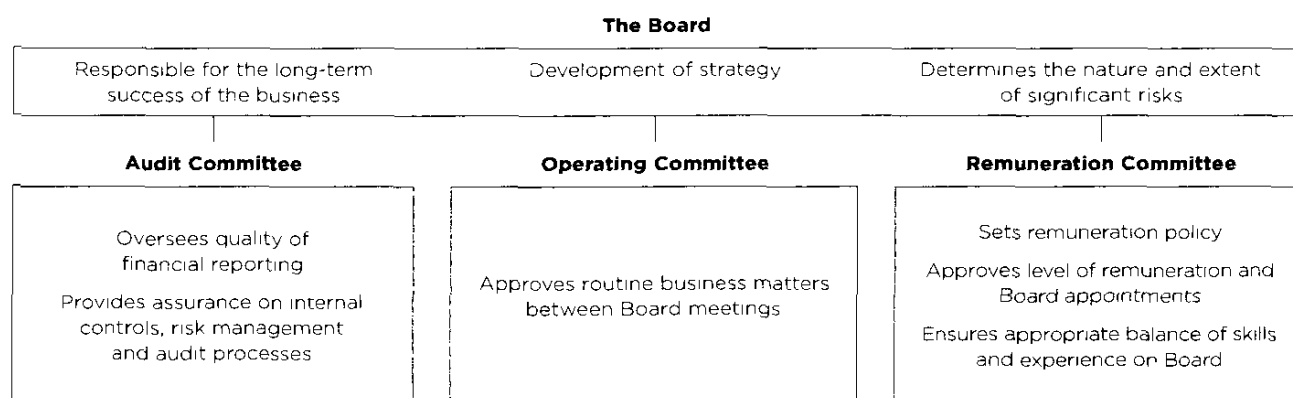 The Board
Responsible for the long-term
success of the business
Development of strategy
Determines the nature and extent
of significant risks
Audit Committee
Oversees quality of
financial reporting
Provides assurance on internal
controls, risk management
and audit processes
Operating Committee
Approves routine business matters
between Board meetings
Remuneration Committee
Sets remuneration policy
Approves level of remuneration and
Board appointments
Ensures appropriate balance of skills
and experience on Board